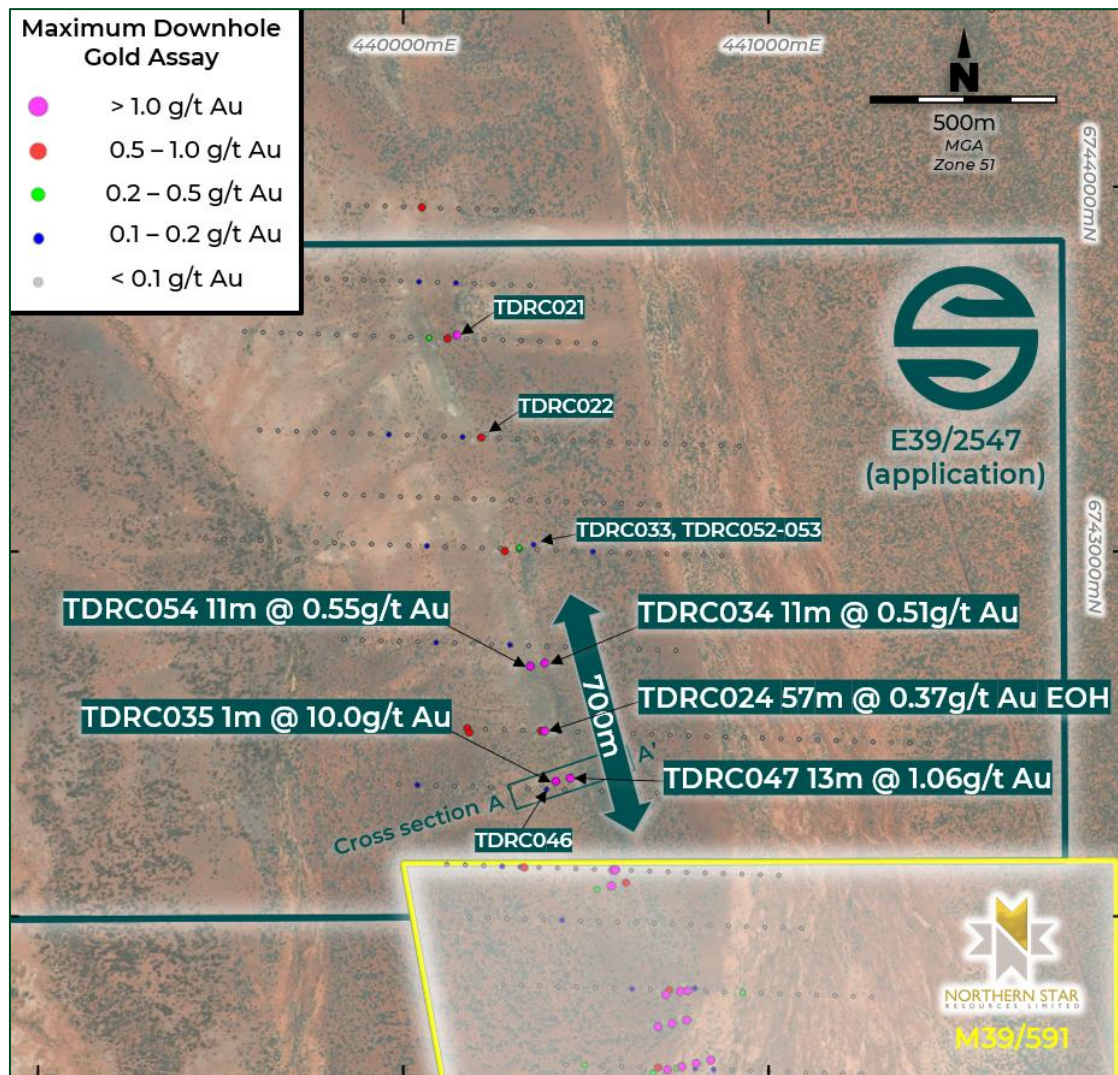 Maximum Downhole
Gold Assay
> 1.0 g/t Au
0.5 – 1.0 g/t Au
0.2 – 0.5 g/t Au
0.1 – 0.2 g/t Au
< 0.1 g/t Au
440000mE
441000mE
N
500m
MGA
Zone 51
6744000mN
TDRC021
E39/2547
(application)
TDRC022
6743000mN
TDRC033, TDRC052-053
TDRC054 11m @ 0.55g/t Au
TDRC034 11m @ 0.51g/t Au
700m
TDRC035 1m @ 10.0g/t Au
TDRC024 57m @ 0.37g/t Au EOH
A'
TDRC047 13m @ 1.06g/t Au
Cross section A
TDRC046
NORTHERN STAR
RESOURCES LIMITED
M39/591